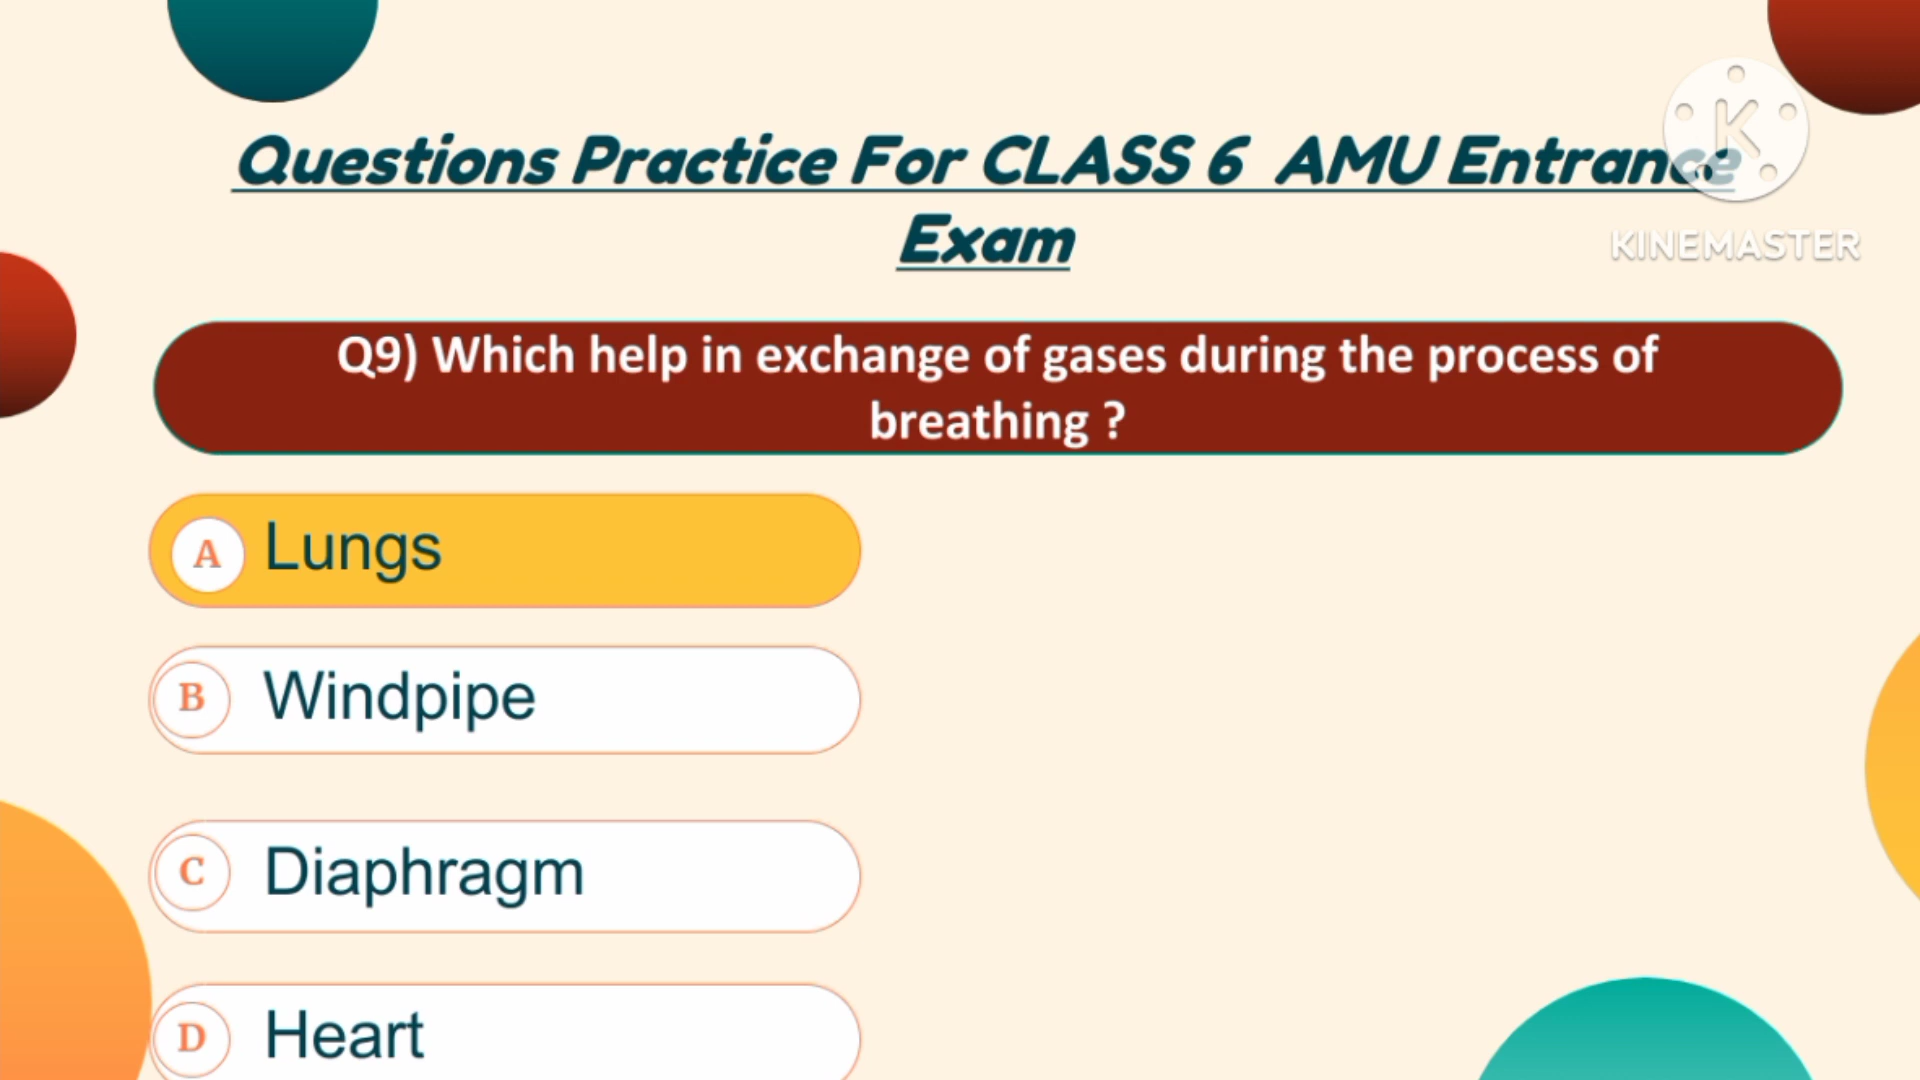 Questions Practice For CLASS 6 AMU Entrance
Exam
K
KINEMASTER
Q9) Which help in exchange of gases during the process of
breathing ?
A Lungs
B Windpipe
C Diaphragm
D Heart